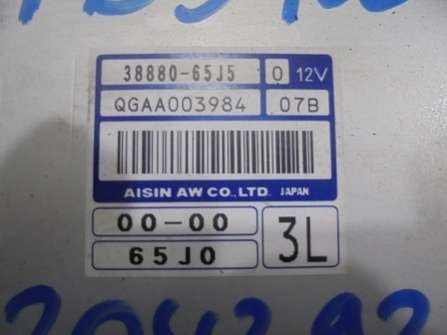 38880-65J5 0 12V
QGAA003984 07B
AISIN AW CO.,LTD. JAPAN
00-00
65J0 3L